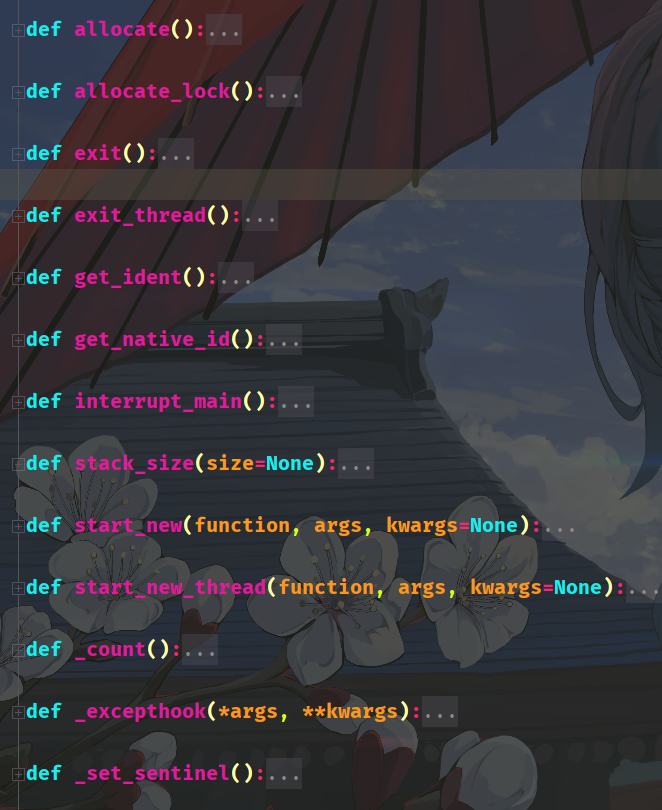 def allocate():...
def allocate_lock():...
def exit():...
def exit_thread():...
def get_ident():...
def get_native_id():...
def interrupt_main():...
def stack_size(size=None):...
def start_new(function, args, kwargs=None):...
def start_new_thread(function, args, kwargs=None):...
def _count():...
def _excepthook(*args, **kwargs):...
def _set_sentinel():...